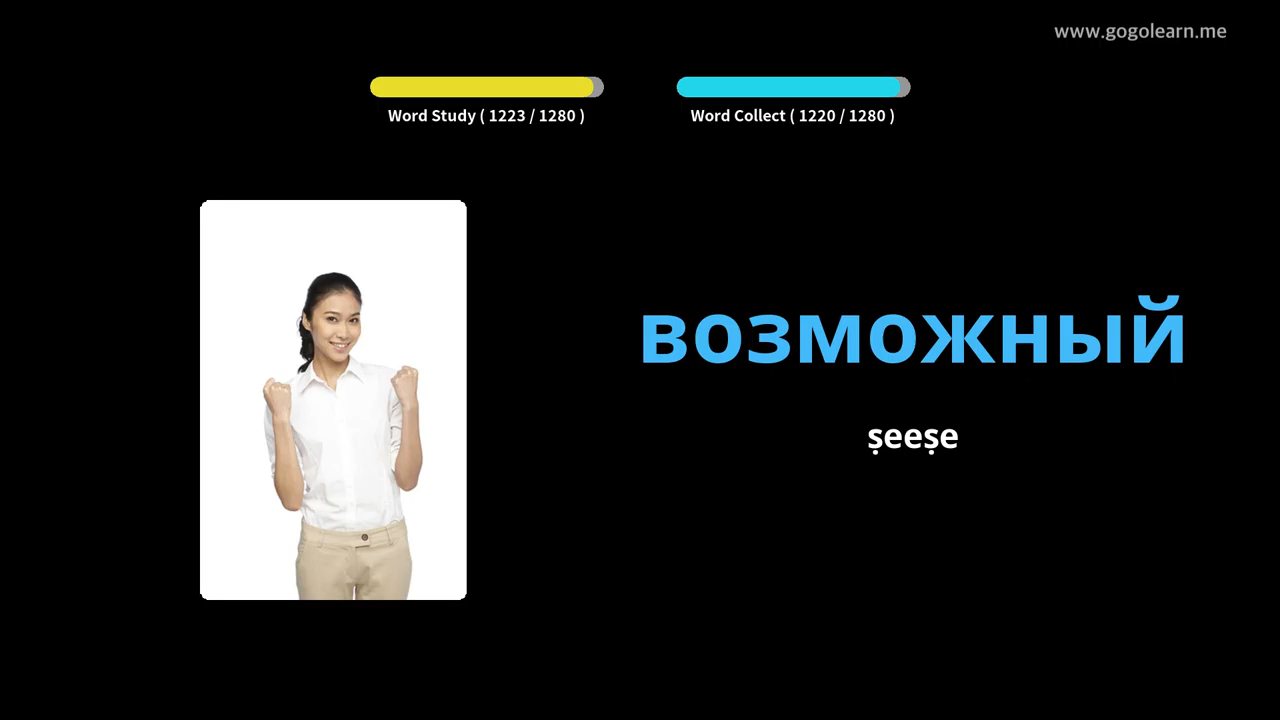 www.gogolearn.me
Word Study ( 1223 / 1280 )
Word Collect ( 1220 / 1280 )
возможный
ṣeeṣe